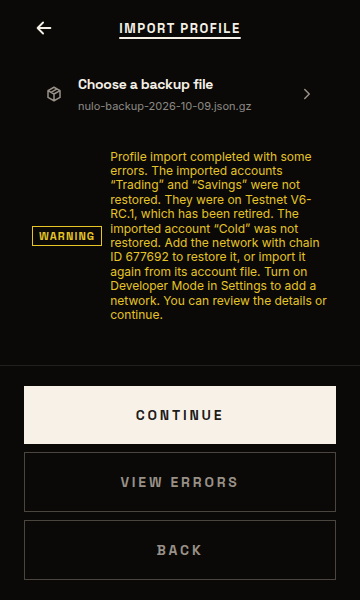 IMPORT PROFILE
Choose a backup file
nulo-backup-2026-10-09.json.gz
WARNING
Profile import completed with some
errors. The imported accounts
“Trading” and “Savings” were not
restored. They were on Testnet V6-
RC.1, which has been retired. The
imported account “Cold” was not
restored. Add the network with chain
ID 677692 to restore it, or import it
again from its account file. Turn on
Developer Mode in Settings to add a
network. You can review the details or
continue.
CONTINUE
VIEW ERRORS
BACK